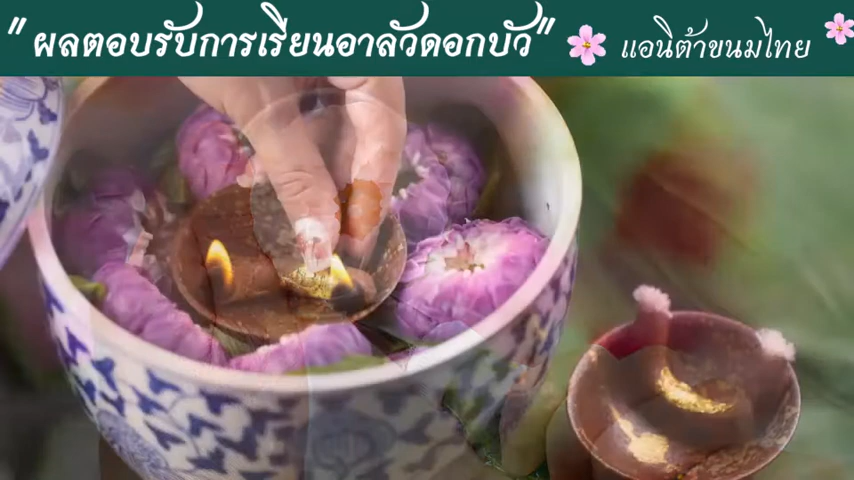 "ผลตอบรับการเรียนอาลัวดอกบัว" แอนิต้าขนมไทย